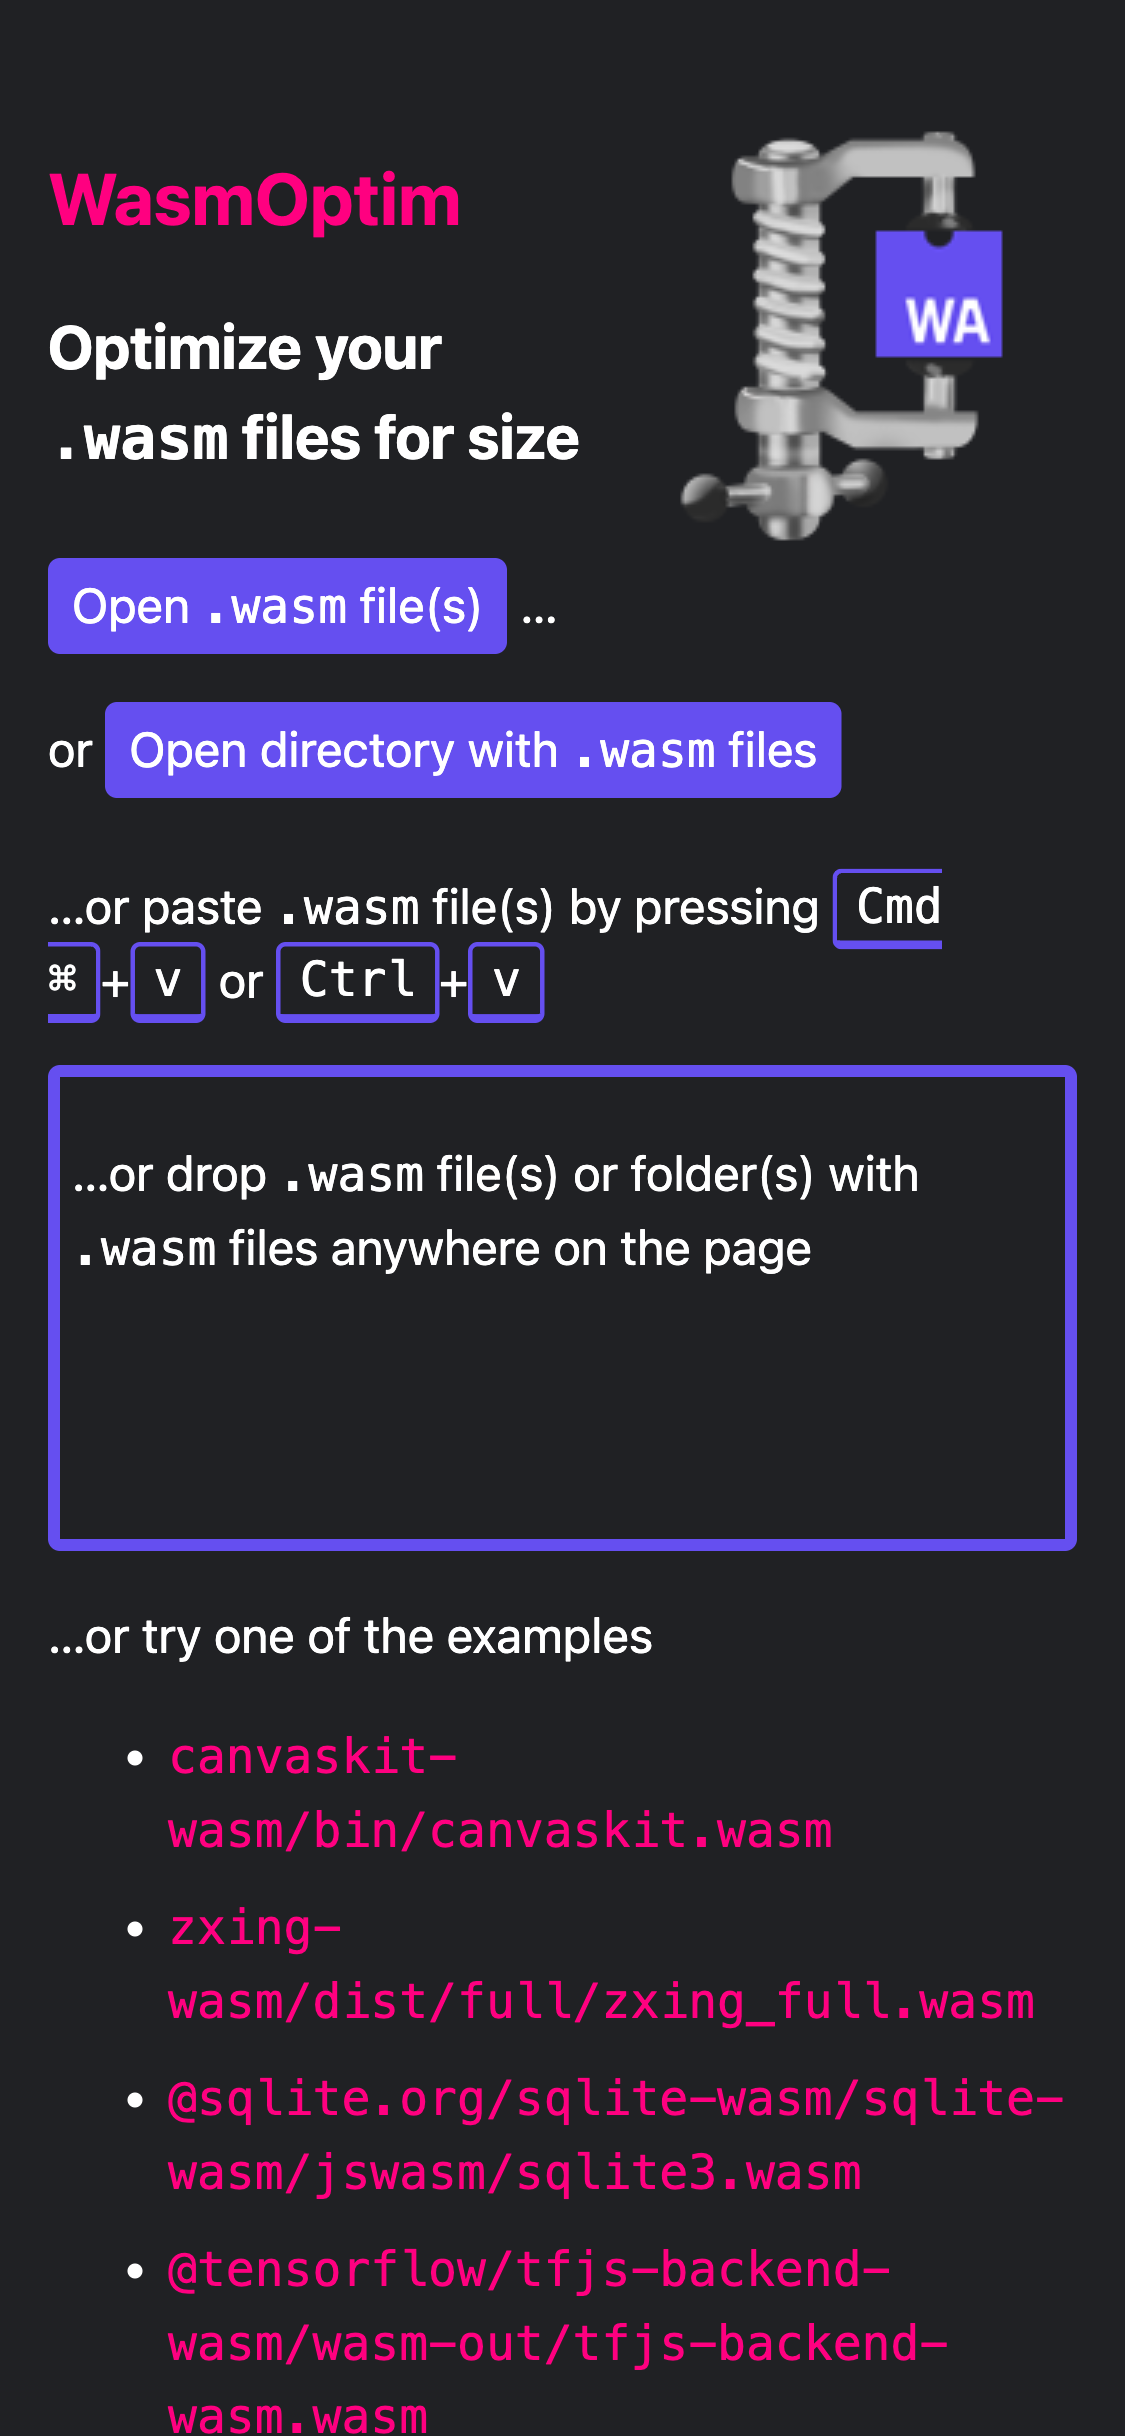 WasmOptim
WA
Optimize your
.wasm files for size
Open .wasm file(s) ...
or Open directory with .wasm files
...or paste .wasm file(s) by pressing Cmd
⌘+v or Ctrl+v
...or drop .wasm file(s) or folder(s) with
.wasm files anywhere on the page
...or try one of the examples
• canvaskit-
wasm/bin/canvaskit.wasm
• zxing-
wasm/dist/full/zxing_full.wasm
• @sqlite.org/sqlite-wasm/sqlite-
wasm/jswasm/sqlite3.wasm
• @tensorflow/tfjs-backend-
wasm/wasm-out/tfjs-backend-
wasm.wasm